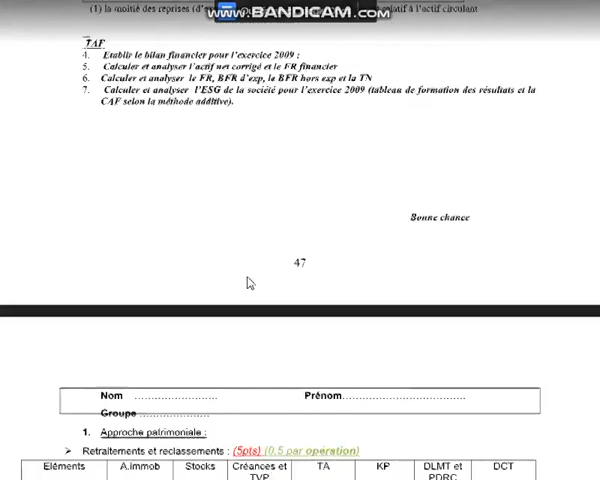 (1) la moitié des reprises (d' relatif à l'actif circulant
www.BANDICAM.com
TAF
4. Etablir le bilan financier pour l'exercice 2009 :
5. Calculer et analyser l'actif net corrigé et le FR financier
6. Calculer et analyser le FR, BFR d'exp, le BFR hors exp et la TN
7. Calculer et analyser l'ESG de la société pour l'exercice 2009 (tableau de formation des résultats et la
CAF selon la méthode additive).
Bonne chance
47
Nom ........................ Prénom....................................
Groupe .....................
1. Approche patrimoniale :
➤ Retraitements et reclassements : (5pts) (0.5 par opération)
Eléments A.immob Stocks Créances et TA KP DLMT et DCT
TVP PDRC